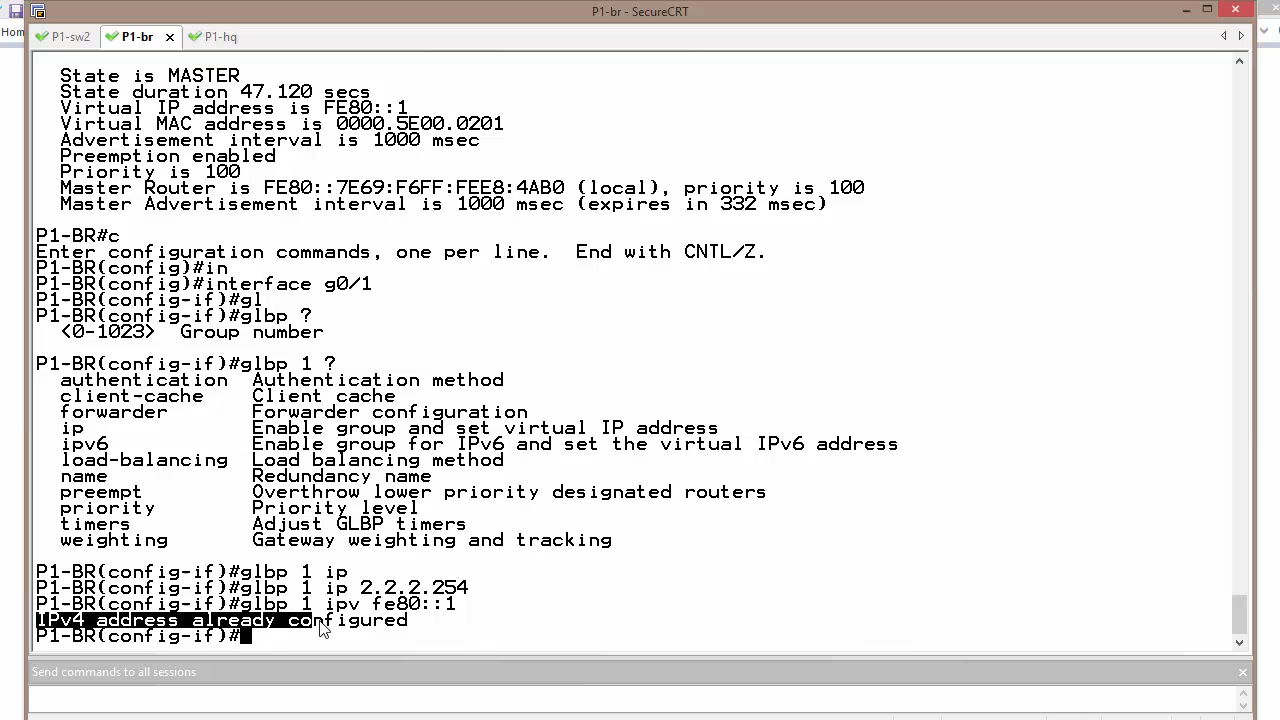 P1-br - SecureCRT
Hom
P1-sw2 P1-br x P1-hq
State is MASTER
State duration 47.120 secs
Virtual IP address is FE80::1
Virtual MAC address is 0000.5E00.0201
Advertisement interval is 1000 msec
Preemption enabled
Priority is 100
Master Router is FE80::7E69:F6FF:FEE8:4AB0 (local), priority is 100
Master Advertisement interval is 1000 msec (expires in 332 msec)
P1-BR#c
Enter configuration commands, one per line.  End with CNTL/Z.
P1-BR(config)#in
P1-BR(config)#interface g0/1
P1-BR(config-if)#gl
P1-BR(config-if)#glbp ?
<0-1023>  Group number
P1-BR(config-if)#glbp 1 ?
authentication  Authentication method
client-cache    Client cache
forwarder       Forwarder configuration
ip              Enable group and set virtual IP address
ipv6            Enable group for IPv6 and set the virtual IPv6 address
load-balancing  Load balancing method
name            Redundancy name
preempt         Overthrow lower priority designated routers
priority        Priority level
timers          Adjust GLBP timers
weighting       Gateway weighting and tracking
P1-BR(config-if)#glbp 1 ip
P1-BR(config-if)#glbp 1 ip 2.2.2.254
P1-BR(config-if)#glbp 1 ipv fe80::1
IPv4 address already configured
P1-BR(config-if)#
Send commands to all sessions